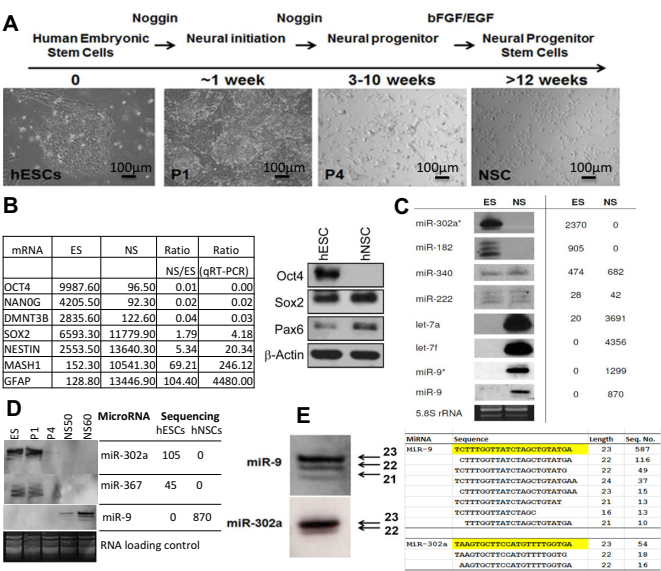 A
Noggin Noggin bFGF/EGF
Human Embryonic Stem Cells Neural initiation Neural progenitor Neural Progenitor Stem Cells
0 ~1 week 3-10 weeks >12 weeks
hESCs 100µm P1 100µm P4 100µm NSC 100µm
B
mRNA ES NS Ratio NS/ES Ratio (qRT-PCR)
OCT4 9987.60 96.50 0.01 0.00
NANOG 4205.50 92.30 0.02 0.02
DMNT3B 2835.60 122.60 0.04 0.03
SOX2 6593.30 11779.90 1.79 4.18
NESTIN 2553.50 13640.30 5.34 20.34
MASH1 152.30 10541.30 69.21 246.12
GFAP 128.80 13446.90 104.40 4480.00
hESC hNSC
Oct4
Sox2
Pax6
β-Actin
C
ES NS ES NS
miR-302a* 2370 0
miR-182 905 0
miR-340 474 682
miR-222 28 42
let-7a 20 3691
let-7f 0 4356
miR-9* 0 1299
miR-9 0 870
5.8S rRNA
D
ES P1 P4 NS50 NS60
MicroRNA Sequencing
hESCs hNSCs
miR-302a 105 0
miR-367 45 0
miR-9 0 870
RNA loading control
E
miR-9 23 22 21
miR-302a 23 22
MiRNA Sequence Length Seq. No.
MiR-9 TCTTTGGTTATCTAGCTGTATGA 23 587
CTTTGGTTATCTAGCTGTATGA 22 116
TCTTTGGTTATCTAGCTGTATG 22 49
TCTTTGGTTATCTAGCTGTATGAA 24 37
CTTTGGTTATCTAGCTGTATGAA 23 15
TCTTTGGTTATCTAGCTGTAT 21 13
TCTTTGGTTATCTAGC 16 13
TTTGGTTATCTAGCTGTATGA 21 10
MiR-302a TAAGTGCTTCCATGTTTTGGTGA 23 54
TAAGTGCTTCCATGTTTTGGTG 22 18
AAGTGCTTCCATGTTTTGGTGA 22 16